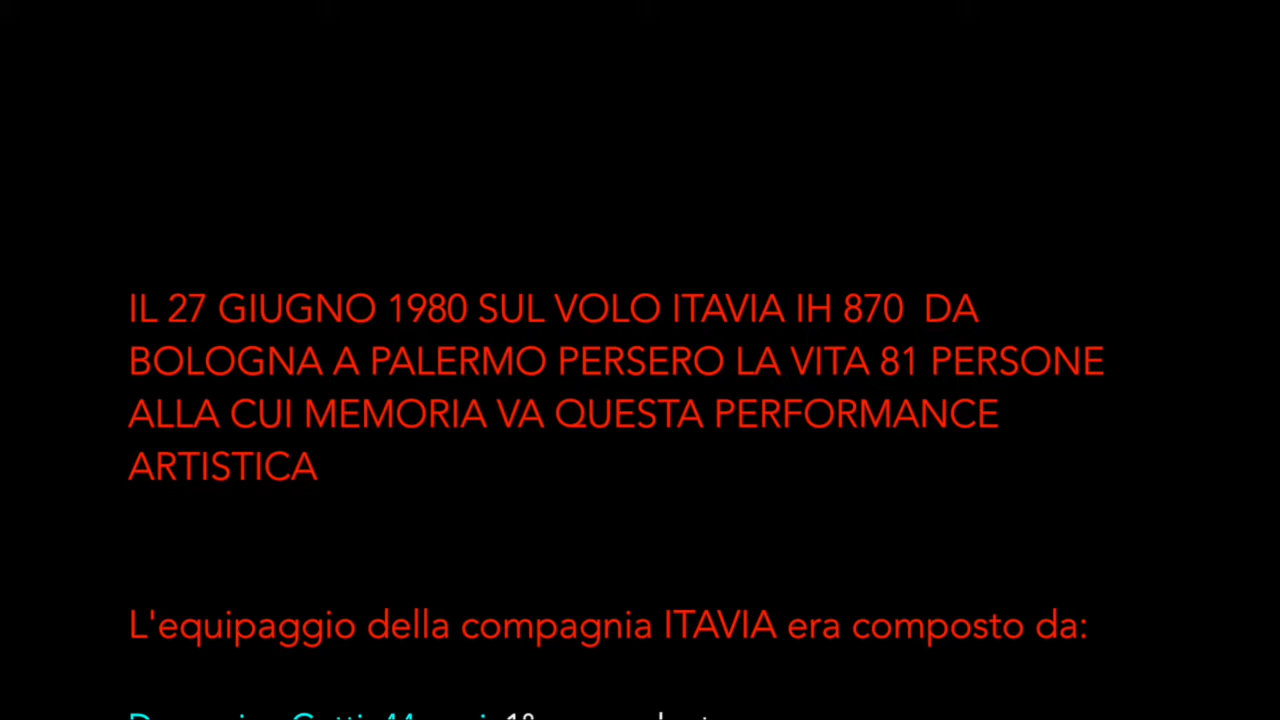 IL 27 GIUGNO 1980 SUL VOLO ITAVIA IH 870 DA
BOLOGNA A PALERMO PERSERO LA VITA 81 PERSONE
ALLA CUI MEMORIA VA QUESTA PERFORMANCE
ARTISTICA
L'equipaggio della compagnia ITAVIA era composto da: